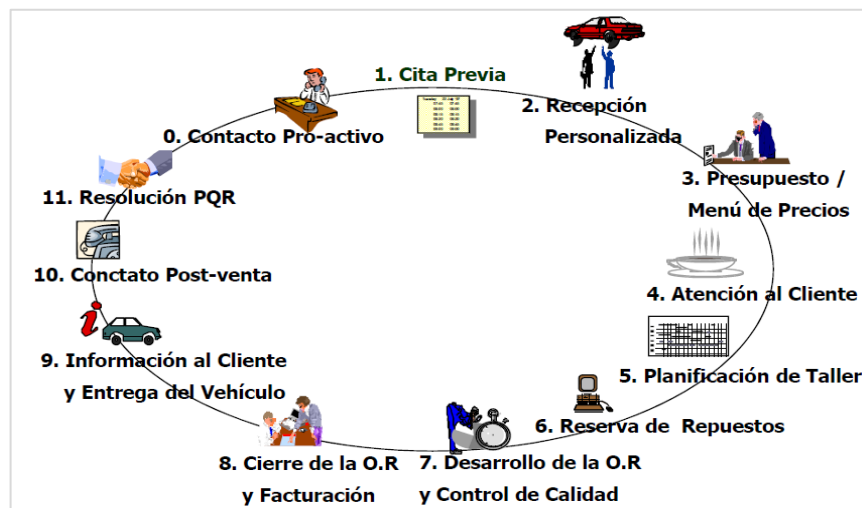 1. Cita Previa
2. Recepción
Personalizada
0. Contacto Pro-activo
3. Presupuesto /
Menú de Precios
11. Resolución PQR
10. Conctato Post-venta
4. Atención al Cliente
9. Información al Cliente
y Entrega del Vehículo
5. Planificación de Taller
6. Reserva de Repuestos
8. Cierre de la O.R
y Facturación
7. Desarrollo de la O.R
y Control de Calidad